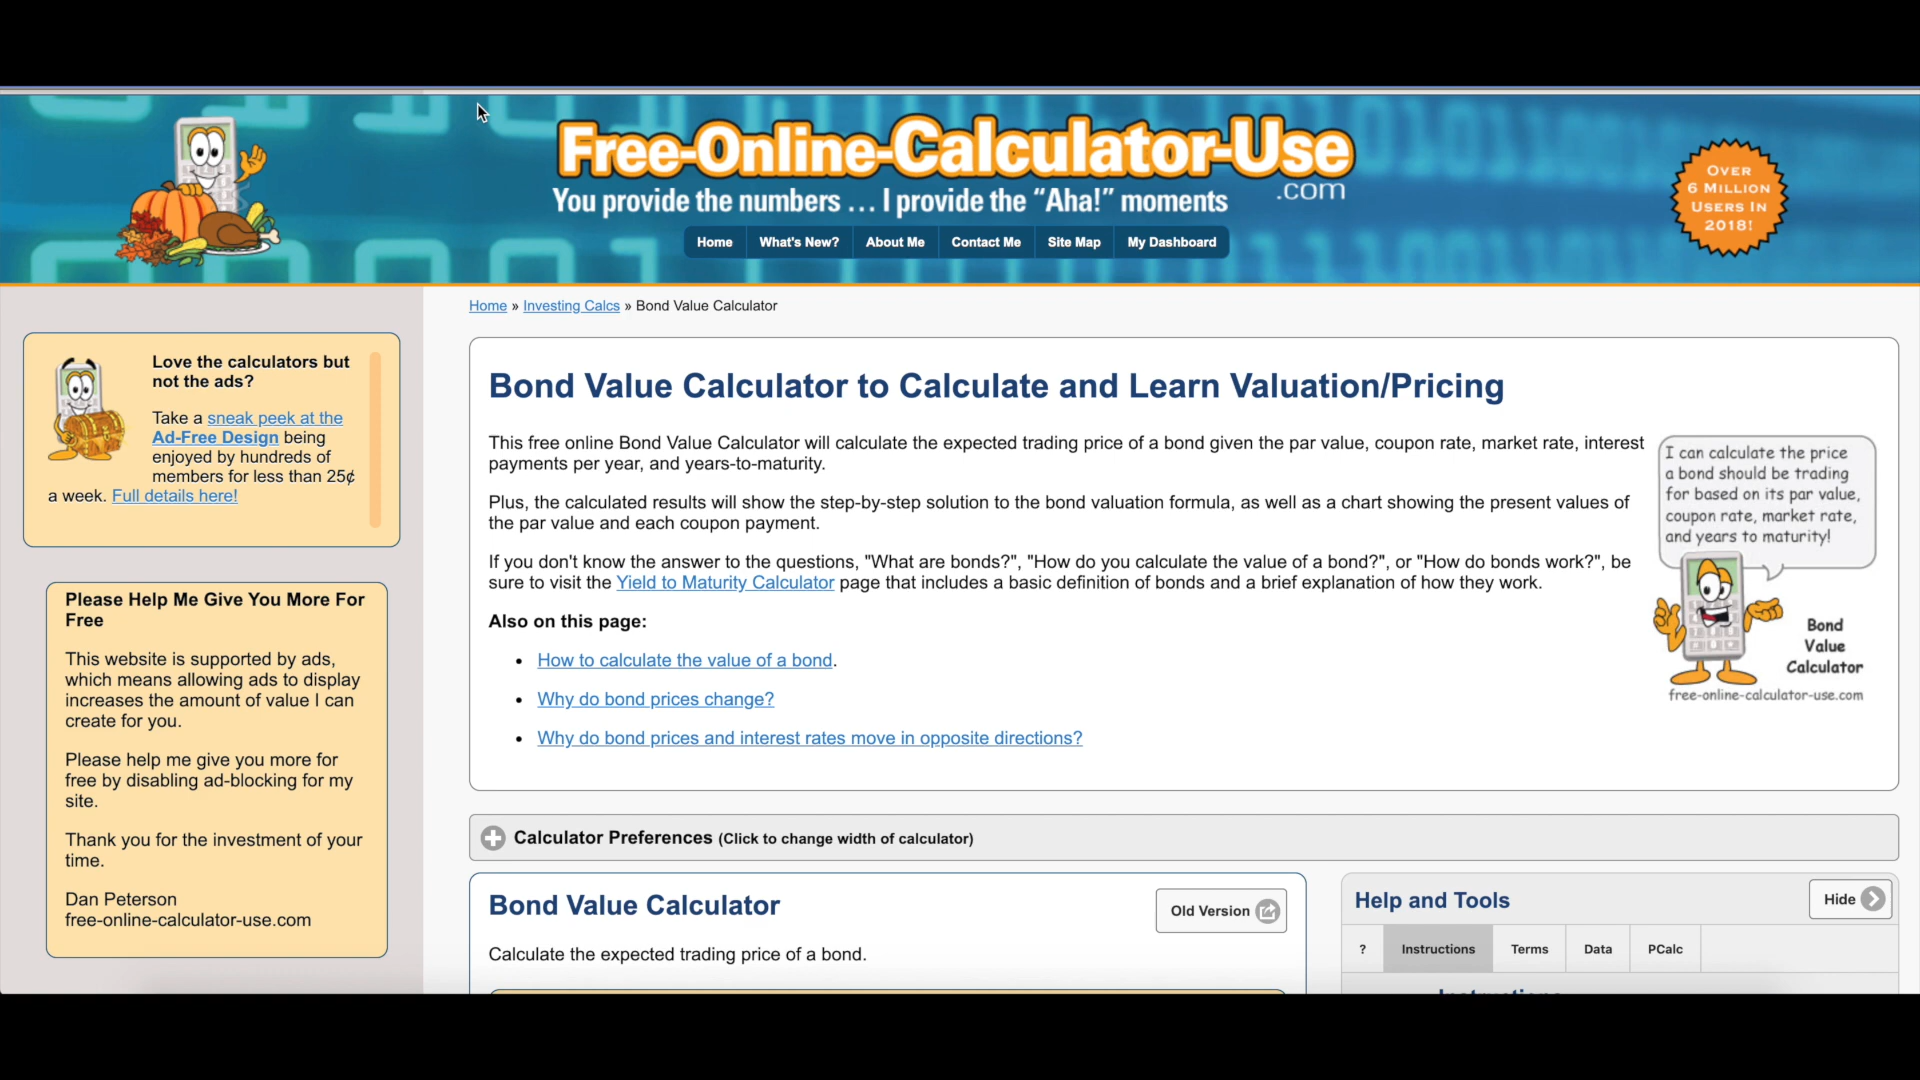 Free-Online-Calculator-Use
.com
You provide the numbers ... I provide the “Aha!” moments
OVER
6 MILLION
USERS IN
2018!
Home
What's New?
About Me
Contact Me
Site Map
My Dashboard
Home » Investing Calcs » Bond Value Calculator
Love the calculators but
not the ads?
Take a sneak peek at the
Ad-Free Design being
enjoyed by hundreds of
members for less than 25¢
a week. Full details here!
Please Help Me Give You More For
Free
This website is supported by ads,
which means allowing ads to display
increases the amount of value I can
create for you.
Please help me give you more for
free by disabling ad-blocking for my
site.
Thank you for the investment of your
time.
Dan Peterson
free-online-calculator-use.com
Bond Value Calculator to Calculate and Learn Valuation/Pricing
This free online Bond Value Calculator will calculate the expected trading price of a bond given the par value, coupon rate, market rate, interest
payments per year, and years-to-maturity.
Plus, the calculated results will show the step-by-step solution to the bond valuation formula, as well as a chart showing the present values of
the par value and each coupon payment.
If you don't know the answer to the questions, "What are bonds?", "How do you calculate the value of a bond?", or "How do bonds work?", be
sure to visit the Yield to Maturity Calculator page that includes a basic definition of bonds and a brief explanation of how they work.
Also on this page:
How to calculate the value of a bond.
Why do bond prices change?
Why do bond prices and interest rates move in opposite directions?
I can calculate the price
a bond should be trading
for based on its par value,
coupon rate, market rate,
and years to maturity!
Bond
Value
Calculator
free-online-calculator-use.com
Calculator Preferences (Click to change width of calculator)
Bond Value Calculator
Old Version
Calculate the expected trading price of a bond.
Help and Tools
Hide
?
Instructions
Terms
Data
PCalc
Instructions